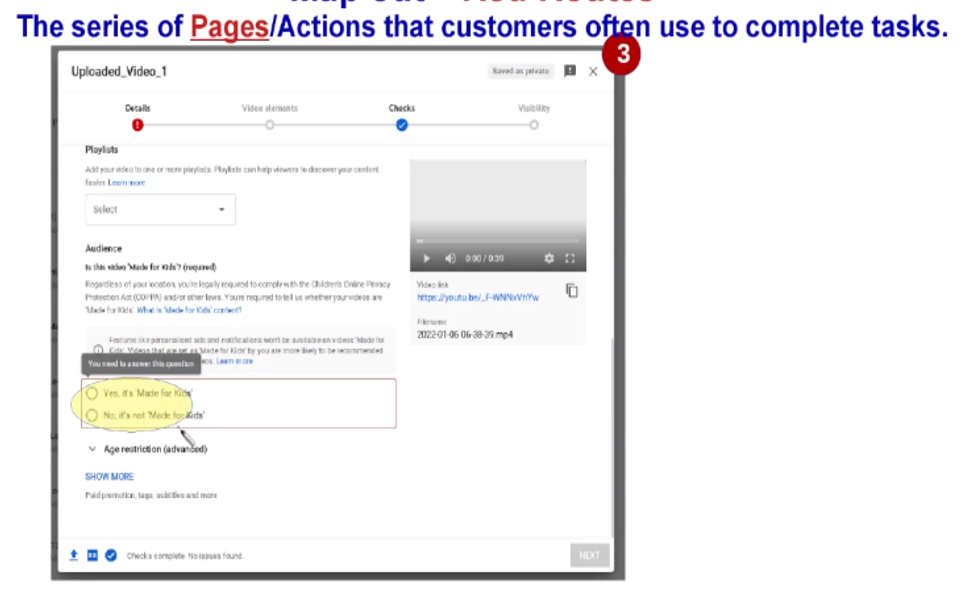 The series of Pages/Actions that customers often use to complete tasks.
3
Uploaded_Video_1
Saved as private
Details
Video elements
Checks
Visibility
Playlists
Add your video to one or more playlists. Playlists can help viewers to discover your content
faster. Learn more
Select
Audience
Is this video 'Made for Kids'? (required)
Regardless of your location, you're legally required to comply with the Children's Online Privacy
Protection Act (COPPA) and/or other laws. You're required to tell us whether your videos are
'Made for Kids'. What is 'Made for Kids' content?
Features like personalised ads and notifications won't be available on videos 'Made for
Kids'. Videos that are set as 'Made for Kids' by you are more likely to be recommended
Learn more
You need to answer this question
Yes, it's 'Made for Kids'
No, it's not 'Made for Kids'
Age restriction (advanced)
SHOW MORE
Paid promotion, tags, subtitles and more
0:00 / 0:39
Video link
https://youtu.be/_F-WNNxVhYw
Filename
2022-01-06 06-38-39.mp4
Checks complete. No issues found.
NEXT